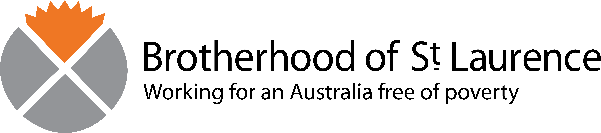 Brotherhood of St Laurence
Working for an Australia free of poverty